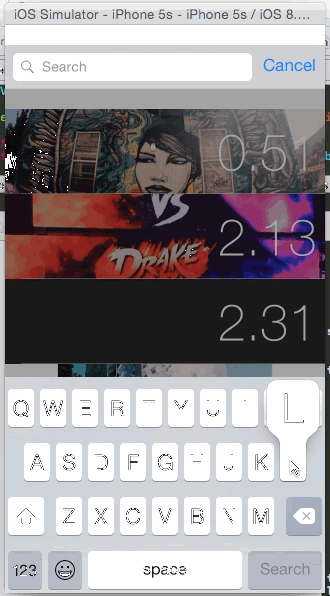 iOS Simulator - iPhone 5s - iPhone 5s / iOS 8....
Search
Cancel
0.51
VS
2.13
DRAKE
2.31
Q W E R T Y U I
L
A S D F G H J K
Z X C V B N M
123
space
Search